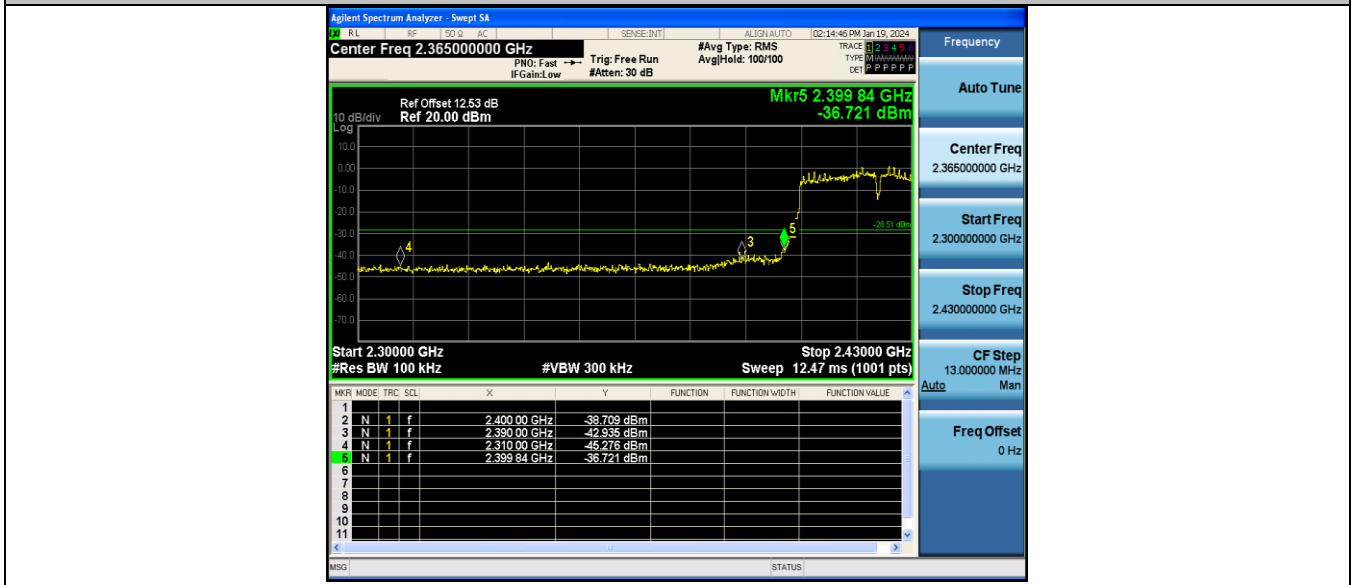 Agilent Spectrum Analyzer - Swept SA
LXI RL RF 50 Ω AC SENSE:INT ALIGNAUTO 02:14:46 PM Jan 19, 2024
Center Freq 2.365000000 GHz
PNO: Fast
IFGain:Low
Trig: Free Run
#Atten: 30 dB
#Avg Type: RMS
Avg|Hold: 100/100
TRACE 1 2 3 4 5 6
TYPE M WWWWW
DET P P P P P P
Mkr5 2.399 84 GHz
-36.721 dBm
Ref Offset 12.53 dB
10 dB/div Ref 20.00 dBm
Log
10.0
0.00
-10.0
-20.0
-28.51 dBm
-30.0
-40.0
-50.0
-60.0
-70.0
4
3
5
Start 2.30000 GHz Stop 2.43000 GHz
#Res BW 100 kHz #VBW 300 kHz Sweep 12.47 ms (1001 pts)
MKR MODE TRC SCL X Y FUNCTION FUNCTION WIDTH FUNCTION VALUE
1
2 N 1 f 2.400 00 GHz -38.709 dBm
3 N 1 f 2.390 00 GHz -42.935 dBm
4 N 1 f 2.310 00 GHz -45.276 dBm
5 N 1 f 2.399 84 GHz -36.721 dBm
6
7
8
9
10
11
MSG STATUS
Frequency
Auto Tune
Center Freq
2.365000000 GHz
Start Freq
2.300000000 GHz
Stop Freq
2.430000000 GHz
CF Step
13.000000 MHz
Auto Man
Freq Offset
0 Hz